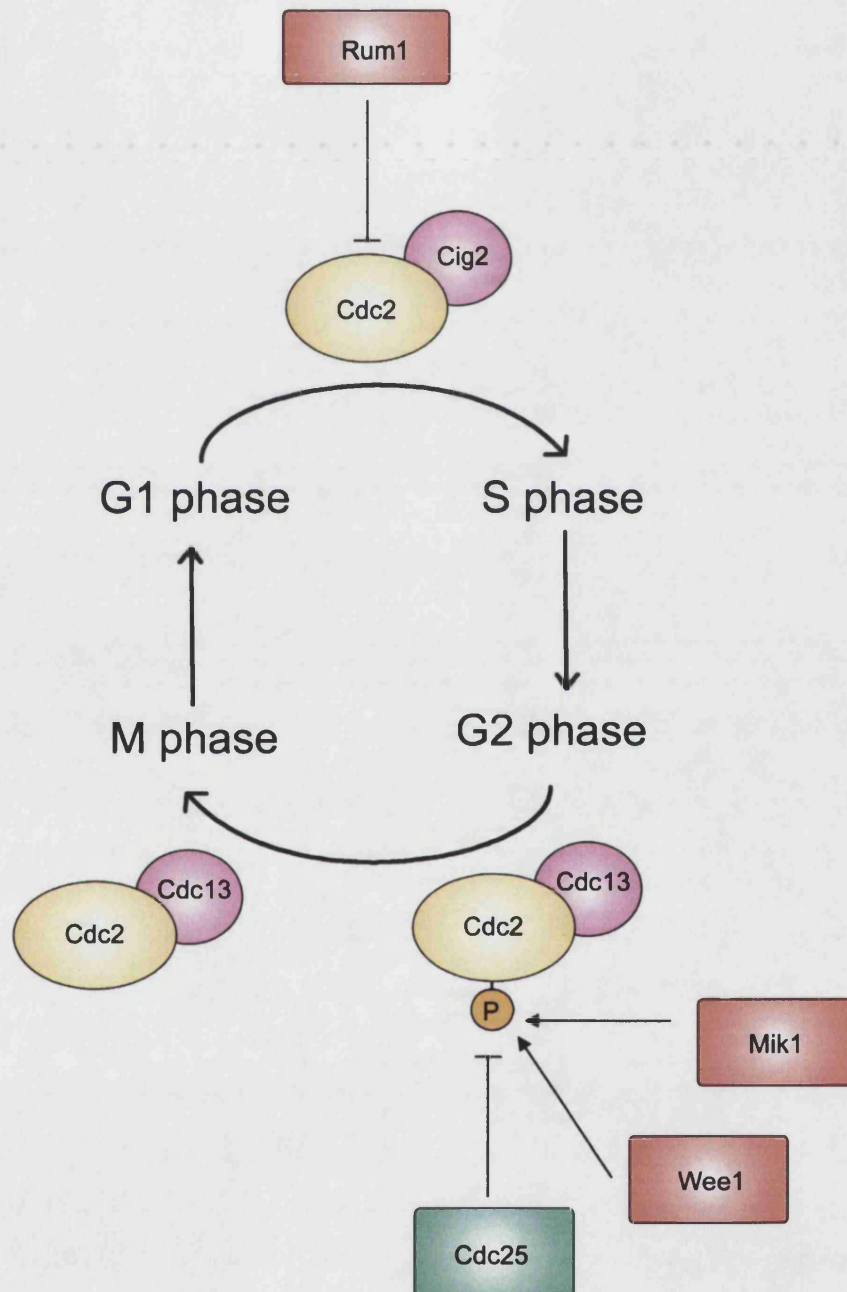 Rum1
Cig2
Cdc2
G1 phase
S phase
M phase
G2 phase
Cdc13
Cdc2
Cdc13
Cdc2
P
Mik1
Wee1
Cdc25